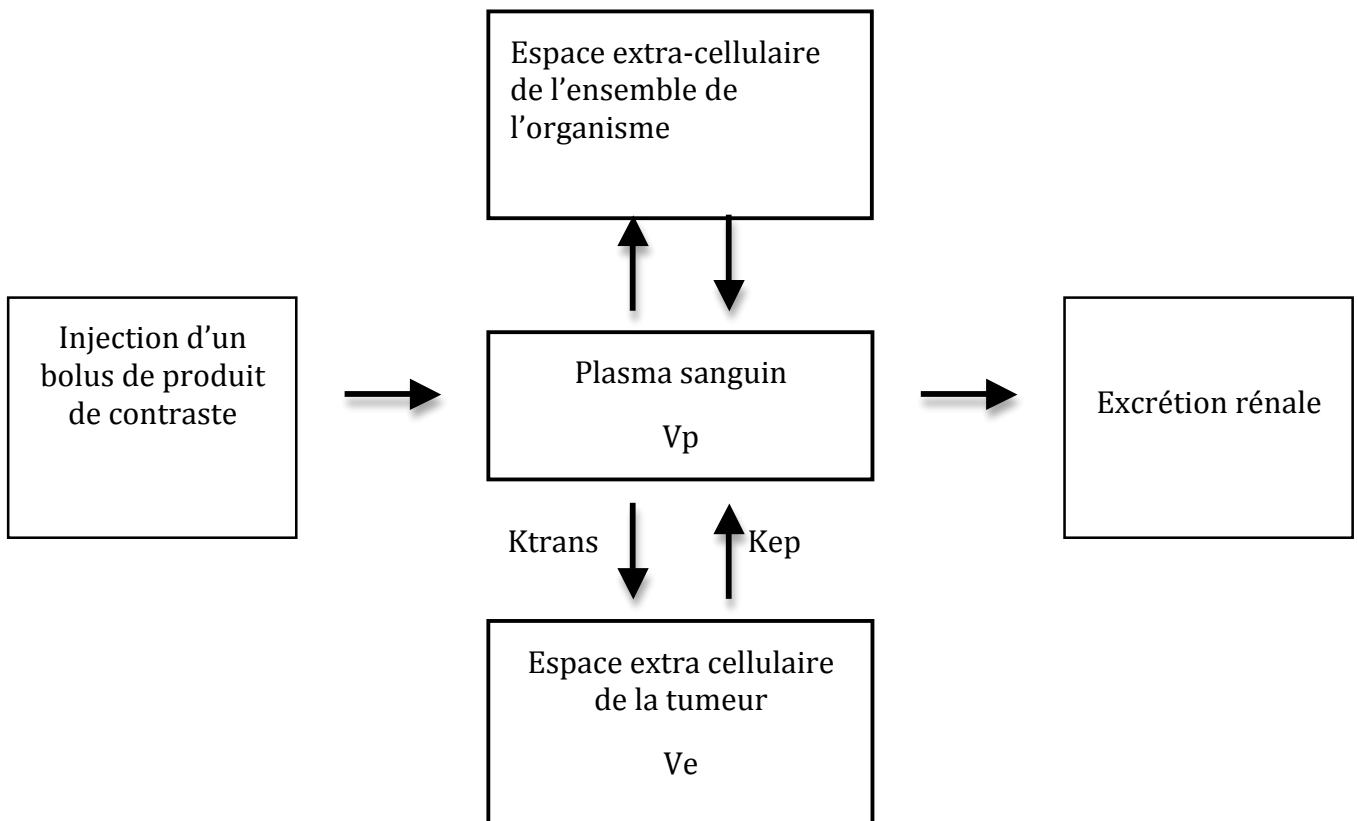 Espace extra-cellulaire
de l’ensemble de
l’organisme
Injection d’un
bolus de produit
de contraste
Plasma sanguin
Vp
Excrétion rénale
Ktrans
Kep
Espace extra cellulaire
de la tumeur
Ve